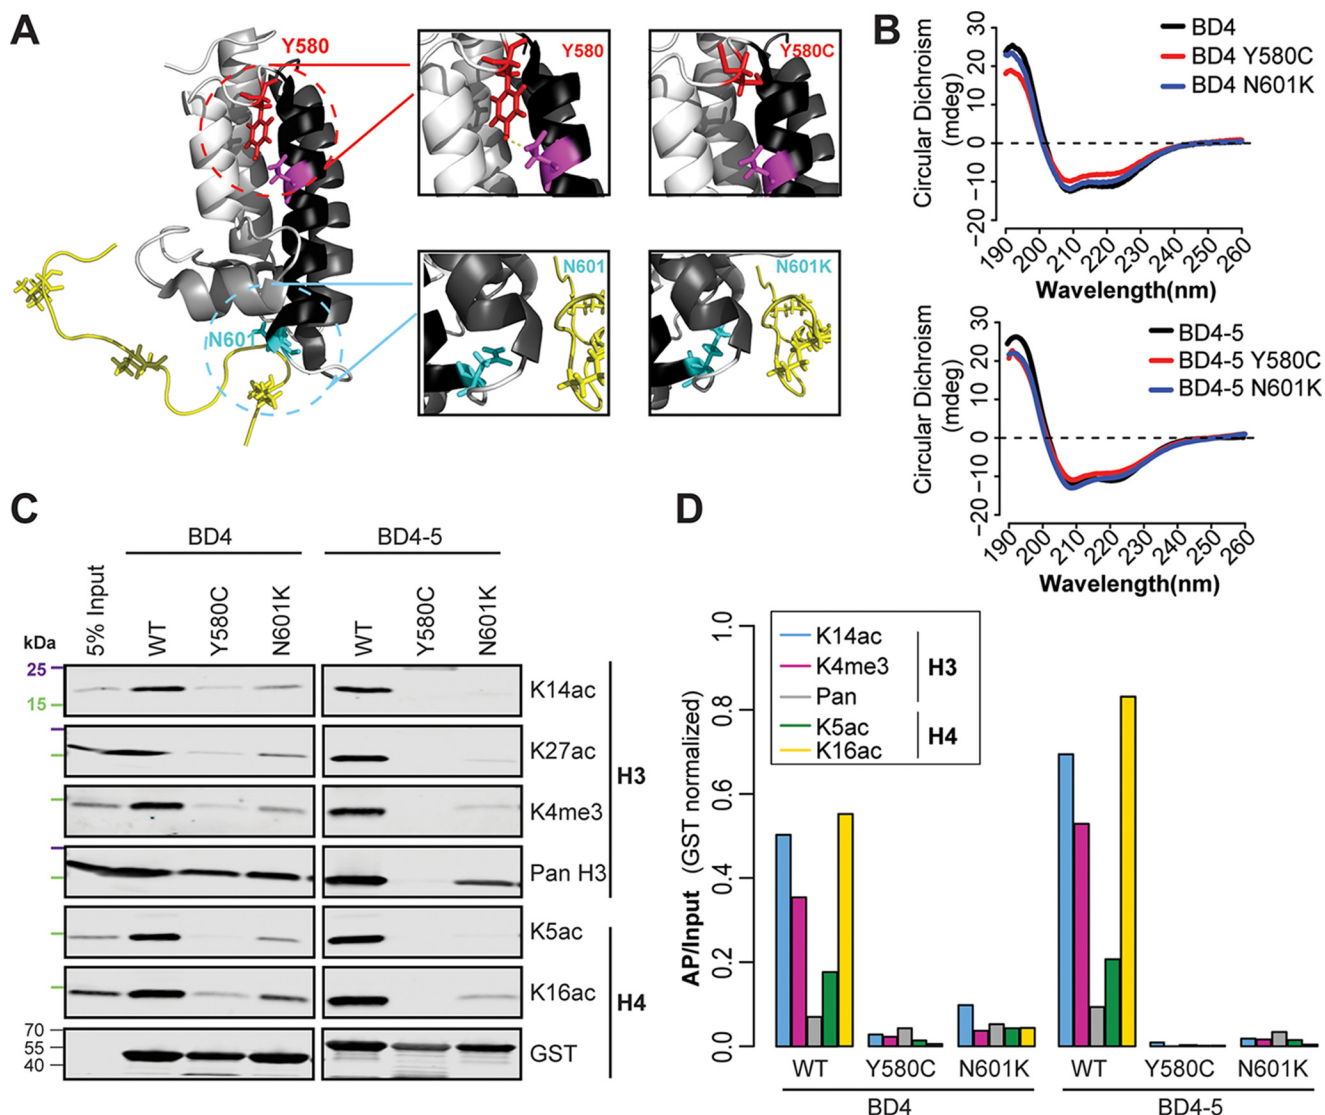 A
Y580
N601
Y580
Y580C
N601
N601K
B
Circular Dichroism
(mdeg)
30
20
10
0
−10
−20
BD4
BD4 Y580C
BD4 N601K
190 200 210 220 230 240 250 260
Wavelength(nm)
Circular Dichroism
(mdeg)
30
20
10
0
−10
−20
BD4-5
BD4-5 Y580C
BD4-5 N601K
190 200 210 220 230 240 250 260
Wavelength(nm)
C
BD4 BD4-5
kDa 5% Input WT Y580C N601K WT Y580C N601K
25
15
K14ac
K27ac
K4me3
Pan H3
H3
K5ac
K16ac
H4
70
55
40
GST
D
AP/Input (GST normalized)
1.0
0.8
0.6
0.4
0.2
0.0
K14ac
K4me3
Pan
H3
K5ac
K16ac
H4
WT Y580C N601K WT Y580C N601K
BD4 BD4-5